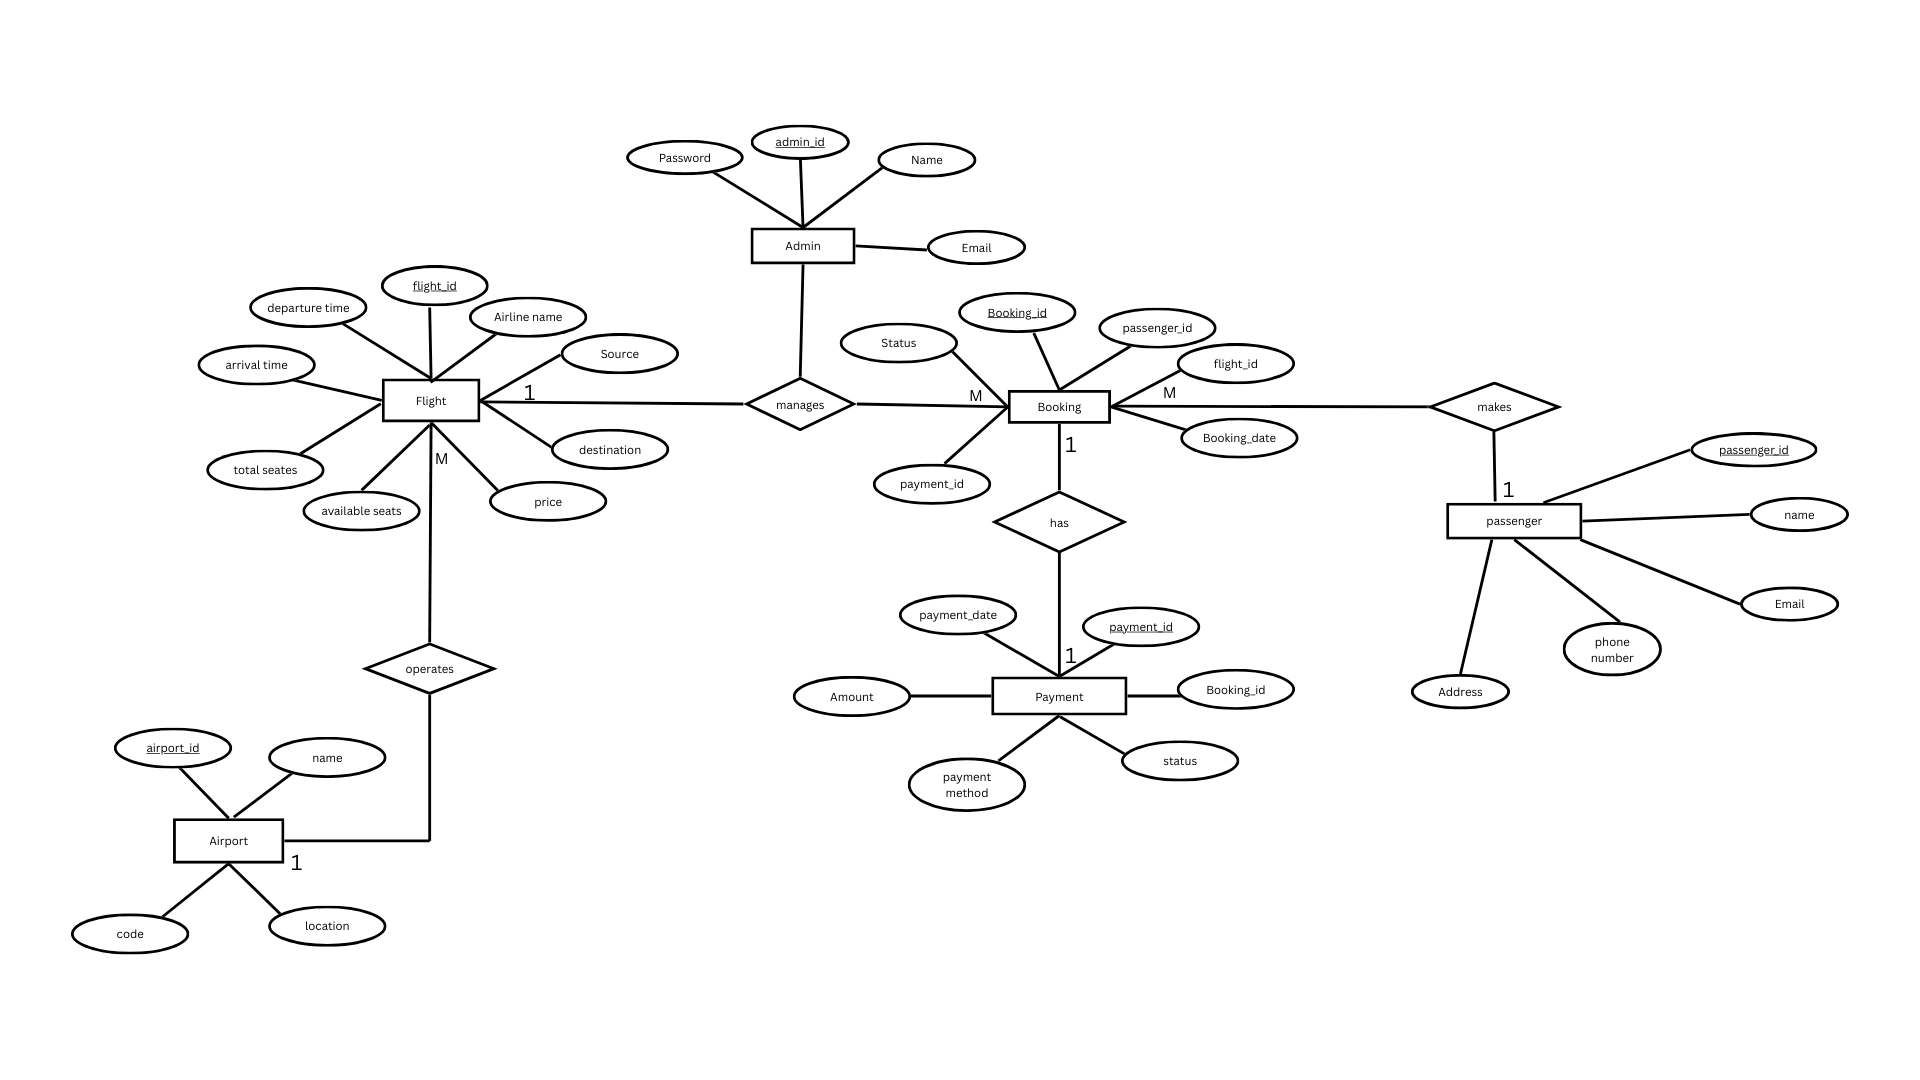 admin_id
Password
Name
Admin
Email
flight_id
departure time
Airline name
Source
arrival time
Flight
1
total seates
available seats
M
price
destination
manages
Booking_id
passenger_id
Status
flight_id
M
M
Booking
Booking_date
1
payment_id
has
makes
passenger_id
1
passenger
name
Email
phone
number
Address
payment_date
payment_id
1
Amount
Payment
Booking_id
status
payment
method
operates
airport_id
name
Airport
1
code
location